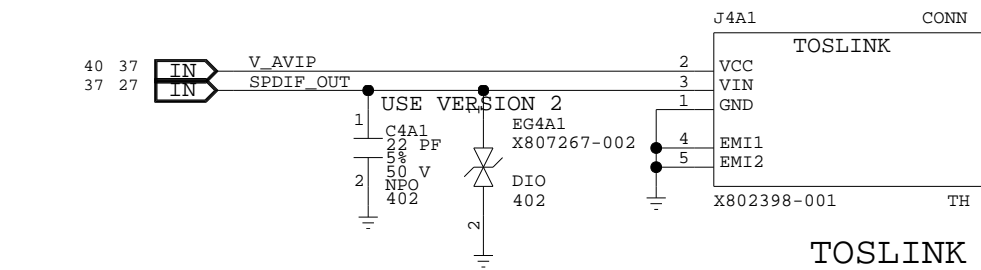 J4A1 CONN
TOSLINK
40 37 IN V_AVIP 2 VCC
37 27 IN SPDIF_OUT 3 VIN
1 GND
USE VERSION 2
1 C4A1 1 EG4A1
22 PF X807267-002 4 EMI1
5%
50 V 5 EMI2
2 NPO DIO
402 402
X802398-001 TH
2
TOSLINK